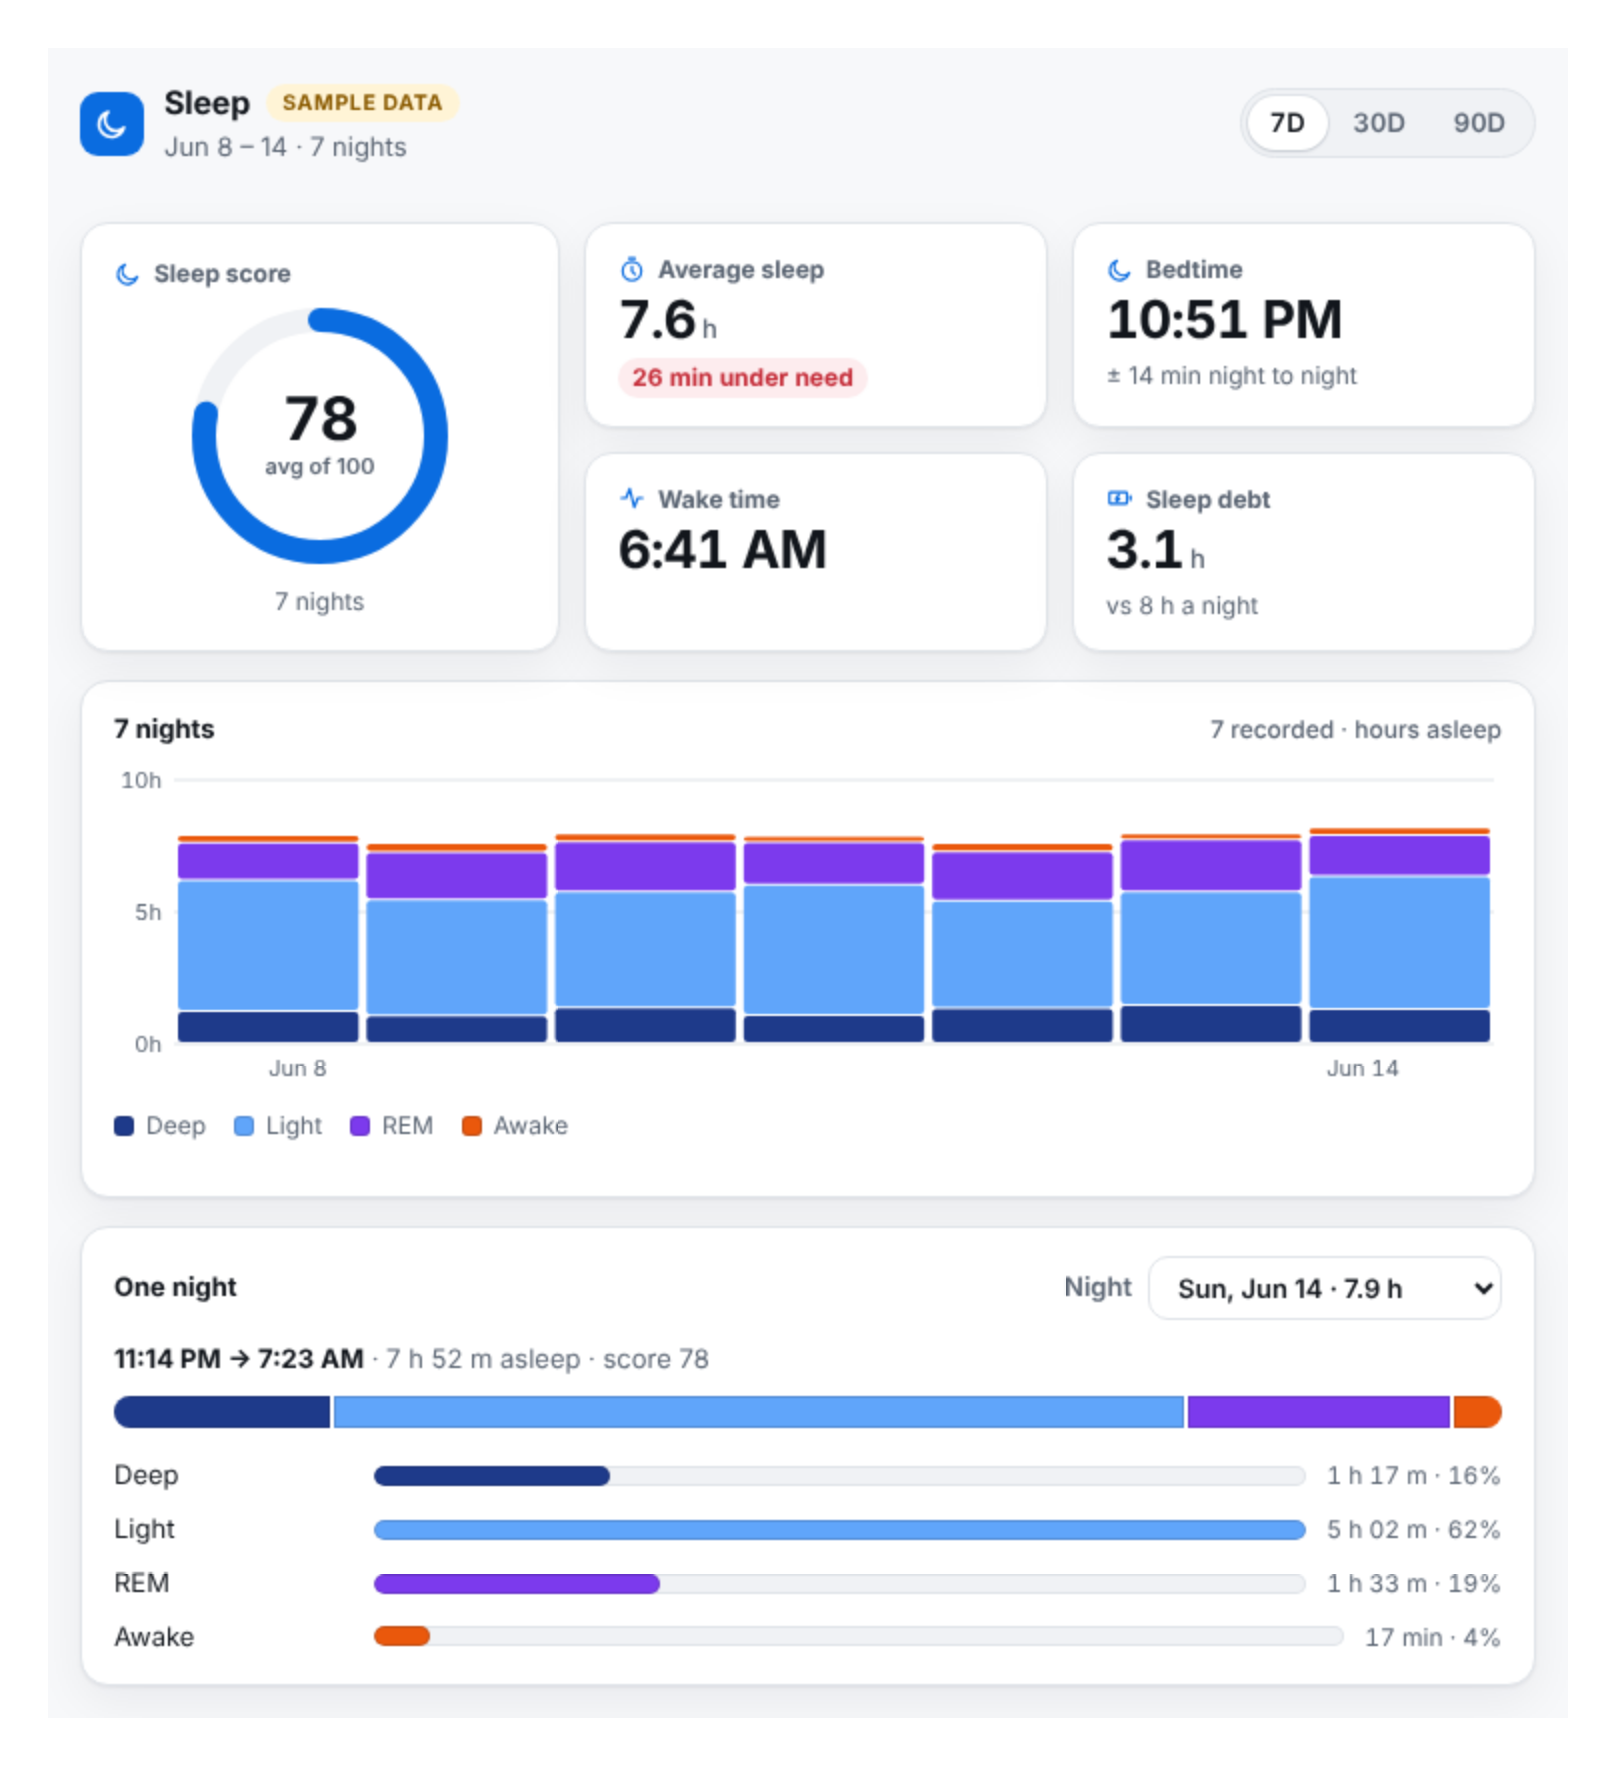 Sleep SAMPLE DATA
Jun 8 – 14 · 7 nights
7D 30D 90D
Sleep score
78
avg of 100
7 nights
Average sleep
7.6 h
26 min under need
Bedtime
10:51 PM
± 14 min night to night
Wake time
6:41 AM
Sleep debt
3.1 h
vs 8 h a night
7 nights
7 recorded · hours asleep
10h
5h
0h
Jun 8 Jun 14
Deep Light REM Awake
One night
Night Sun, Jun 14 · 7.9 h
11:14 PM → 7:23 AM · 7 h 52 m asleep · score 78
Deep 1 h 17 m · 16%
Light 5 h 02 m · 62%
REM 1 h 33 m · 19%
Awake 17 min · 4%